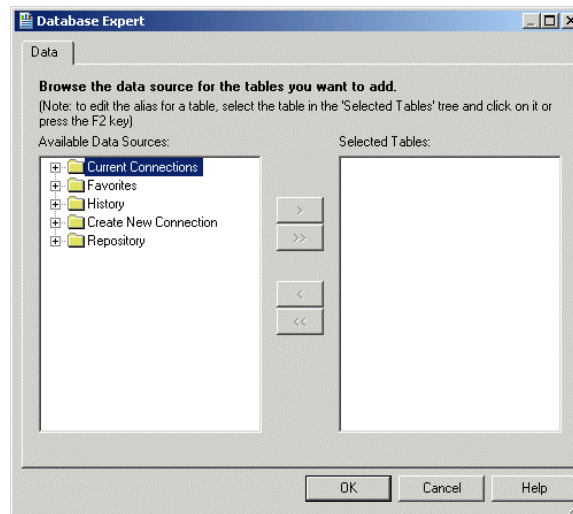 Database Expert
Data
Browse the data source for the tables you want to add.
(Note: to edit the alias for a table, select the table in the 'Selected Tables' tree and click on it or
press the F2 key)
Available Data Sources:
Selected Tables:
Current Connections
Favorites
History
Create New Connection
Repository
>
>>
<
<<
OK
Cancel
Help